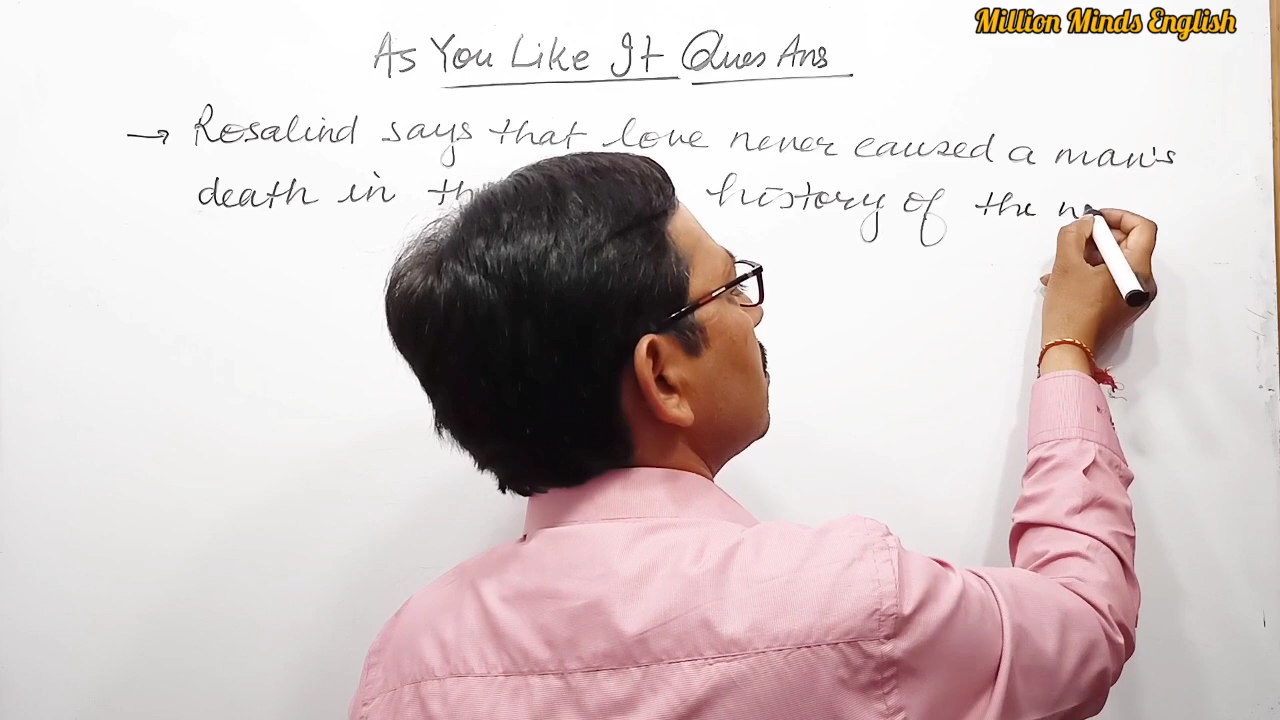 Million Minds English
As You Like It Ques Ans
→ Rosalind says that love never caused a man's
death in history of the